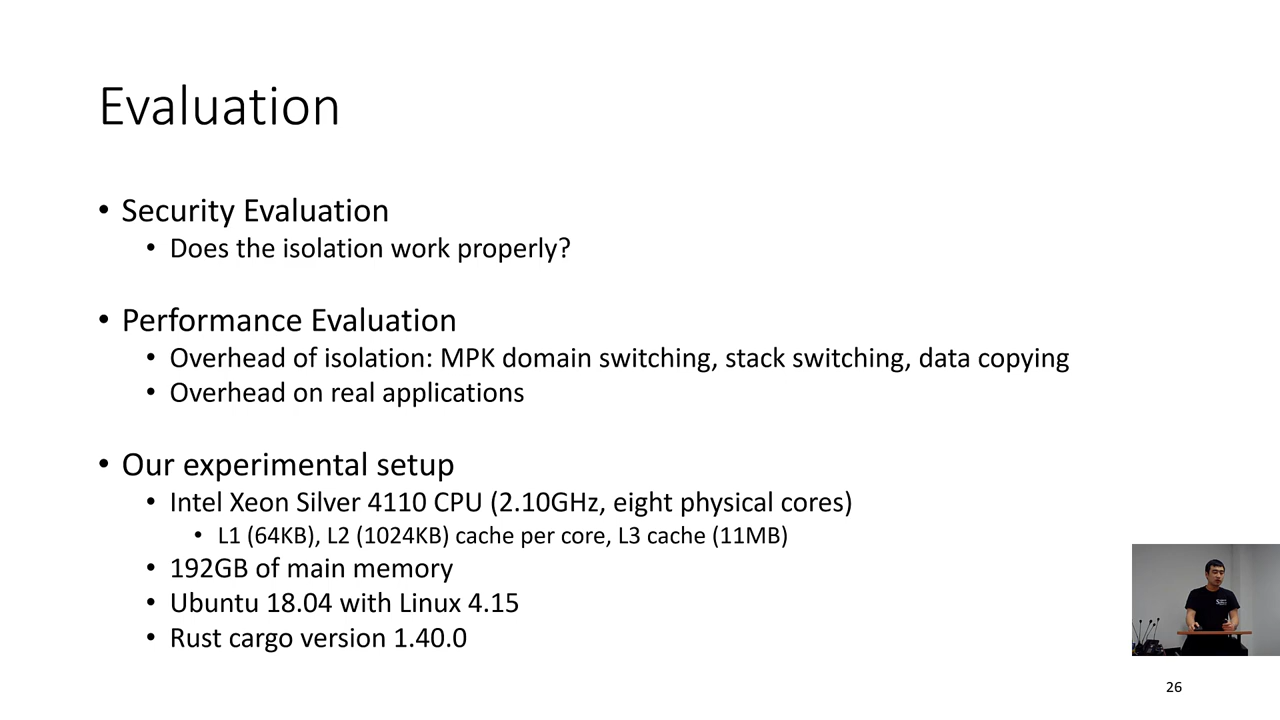 Evaluation
• Security Evaluation
• Does the isolation work properly?
• Performance Evaluation
• Overhead of isolation: MPK domain switching, stack switching, data copying
• Overhead on real applications
• Our experimental setup
• Intel Xeon Silver 4110 CPU (2.10GHz, eight physical cores)
• L1 (64KB), L2 (1024KB) cache per core, L3 cache (11MB)
• 192GB of main memory
• Ubuntu 18.04 with Linux 4.15
• Rust cargo version 1.40.0
26